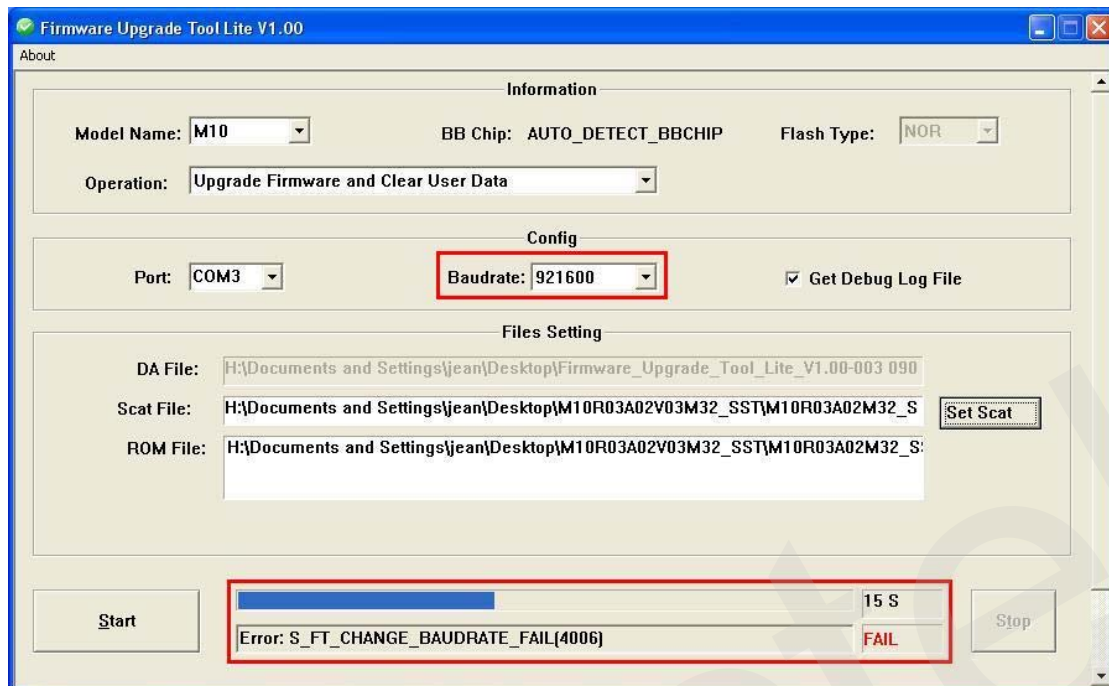 Firmware Upgrade Tool Lite V1.00
About
Information
Model Name: M10 BB Chip: AUTO_DETECT_BBCHIP Flash Type: NOR
Operation: Upgrade Firmware and Clear User Data
Config
Port: COM3 Baudrate: 921600 Get Debug Log File
Files Setting
DA File: H:\Documents and Settings\jean\Desktop\Firmware_Upgrade_Tool_Lite_V1.00-003 090
Scat File: H:\Documents and Settings\jean\Desktop\M10R03A02V03M32_SST\M10R03A02M32_S Set Scat
ROM File: H:\Documents and Settings\jean\Desktop\M10R03A02V03M32_SST\M10R03A02M32_S
15 S
Start Error: S_FT_CHANGE_BAUDRATE_FAIL(4006) FAIL Stop